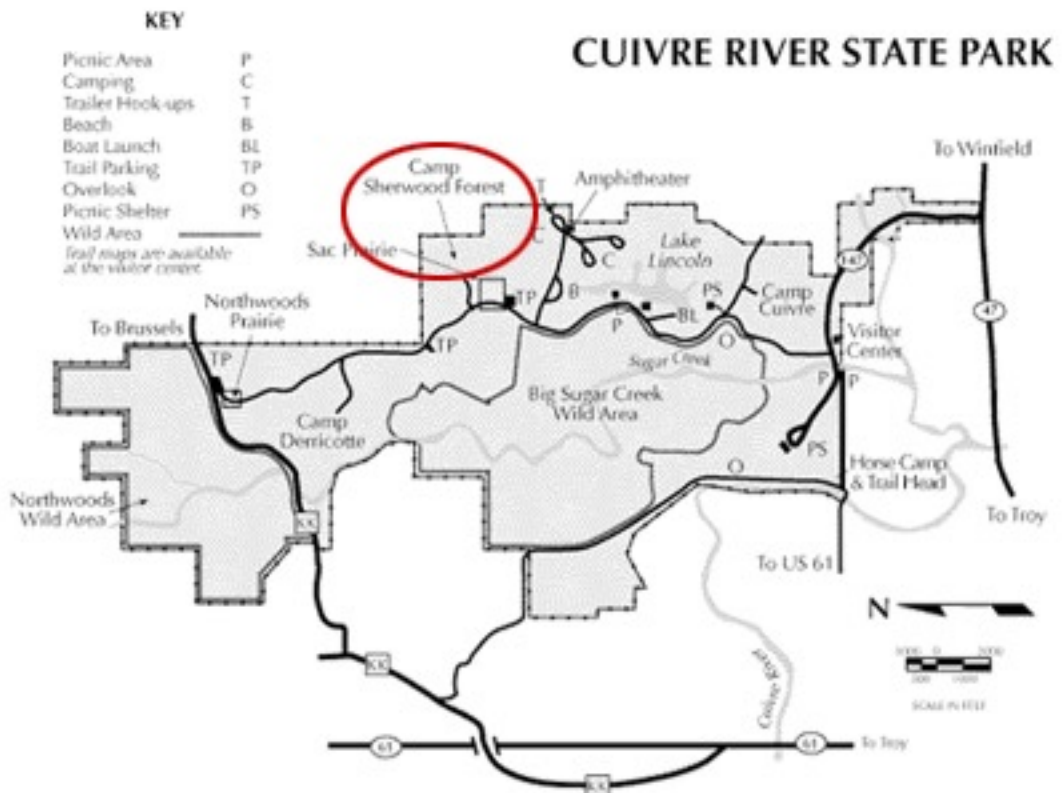 KEY
Picnic Area P
Camping C
Trailer Hook-ups T
Beach B
Boat Launch BL
Trail Parking TP
Overlook O
Picnic Shelter PS
Wild Area
Trail maps are available
at the visitor center.
CUIVRE RIVER STATE PARK
To Winfield
Camp
Sherwood Forest
T
Amphitheater
C
C
Lake
Lincoln
Sac Prairie
147
Northwoods
Prairie
TP
B
PS
Camp
Cuivre
47
To Brussels
P
BL
TP
O
Visitor
Center
TP
Sugar Creek
P P
Big Sugar Creek
Wild Area
Camp
Derricotte
PS
O
Horse Camp
& Trail Head
Northwoods
Wild Area
To Troy
KK
To US 61
N
Cuivre River
KK
SCALE IN FEET
61
61
To Troy
KK